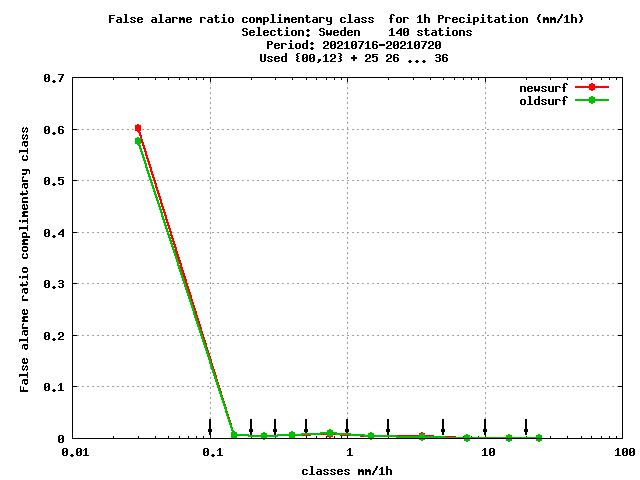 False alarme ratio complimentary class  for 1h Precipitation (mm/1h)
Selection: Sweden    140 stations
Period: 20210716-20210720
Used {00,12} + 25 26 ... 36
newsurf
oldsurf
False alarme ratio complimentary class
0.7
0.6
0.5
0.4
0.3
0.2
0.1
0
0.01 0.1 1 10 100
classes mm/1h